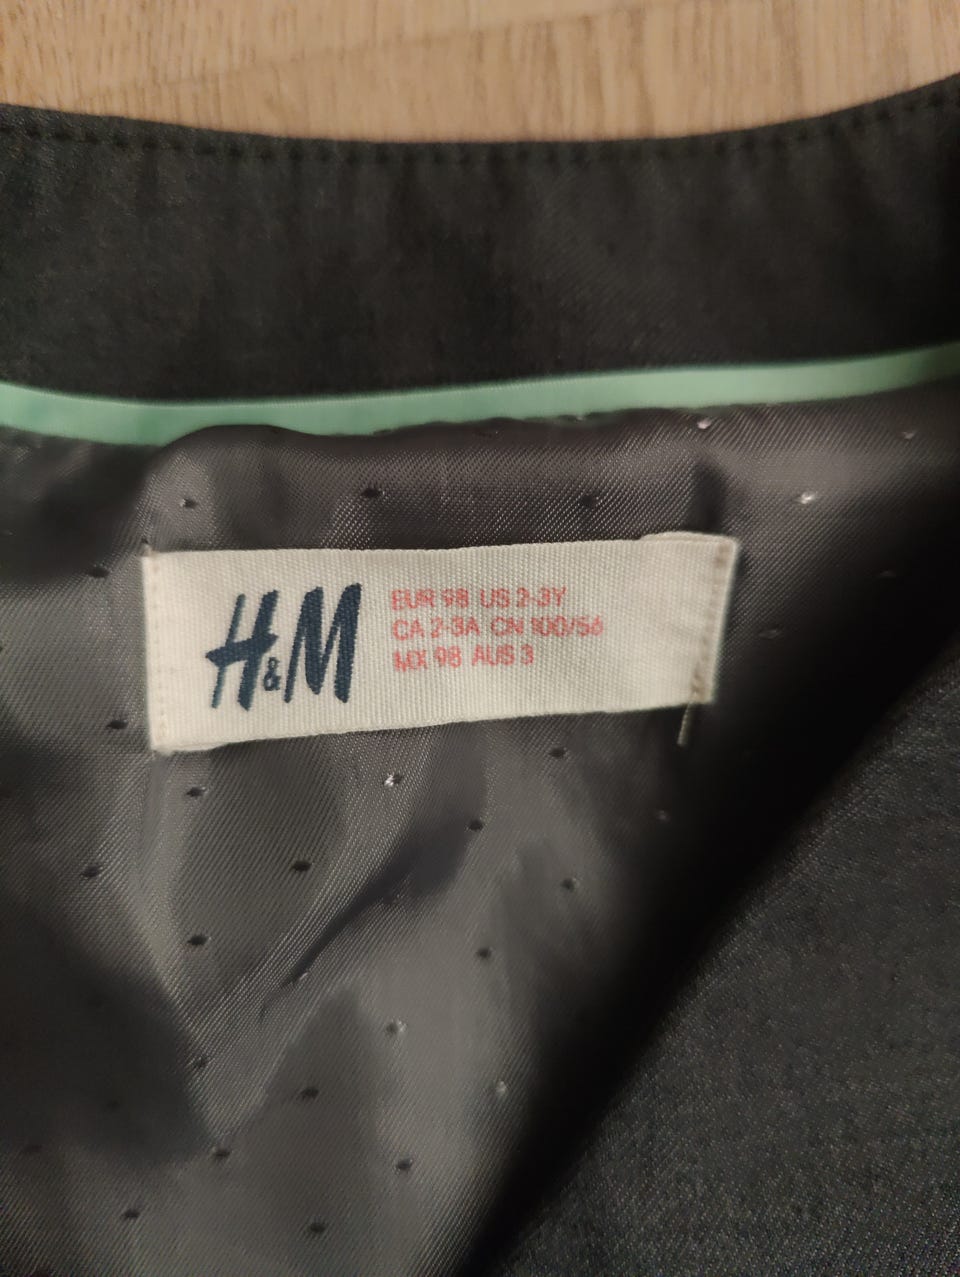 H&M
EUR 98 US 2-3Y
CA 2-3A CN 100/56
MX 98 AUS 3